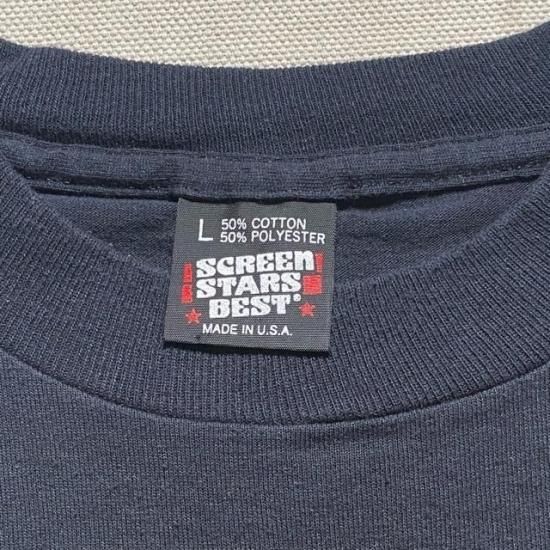 L 50% COTTON
50% POLYESTER
SCREEN
STARS
BEST®
MADE IN U.S.A.